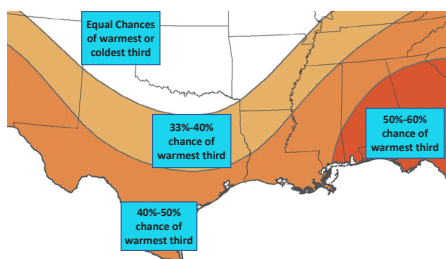 Equal Chances
of warmest or
coldest third
33%-40%
chance of
warmest third
50%-60%
chance of
warmest third
40%-50%
chance of
warmest third